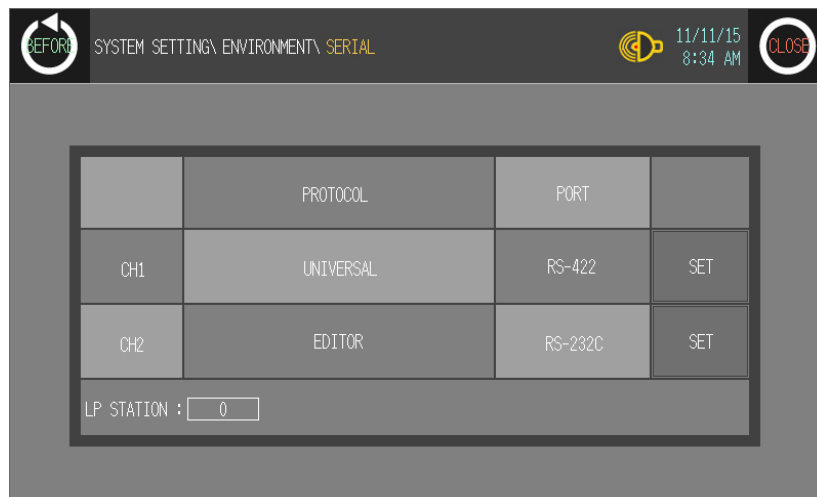 BEFORE
SYSTEM SETTING\ ENVIRONMENT\ SERIAL
11/11/15
8:34 AM
CLOSE
PROTOCOL PORT
CH1 UNIVERSAL RS-422 SET
CH2 EDITOR RS-232C SET
LP STATION : 0